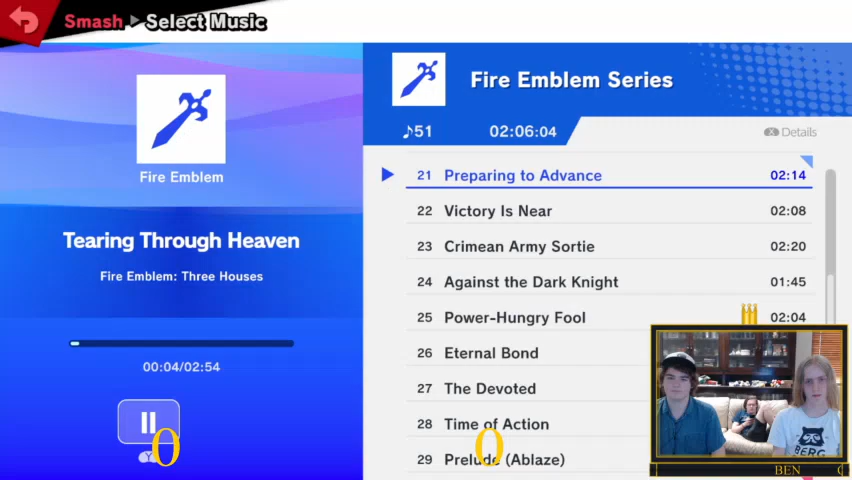 Smash ▶ Select Music
Fire Emblem
Tearing Through Heaven
Fire Emblem: Three Houses
00:04/02:54
Y
0
Fire Emblem Series
♪51 02:06:04
X Details
21 Preparing to Advance 02:14
22 Victory Is Near 02:08
23 Crimean Army Sortie 02:20
24 Against the Dark Knight 01:45
25 Power-Hungry Fool 02:04
26 Eternal Bond
27 The Devoted
28 Time of Action
0
29 Prelude (Ablaze)
BERG
BEN